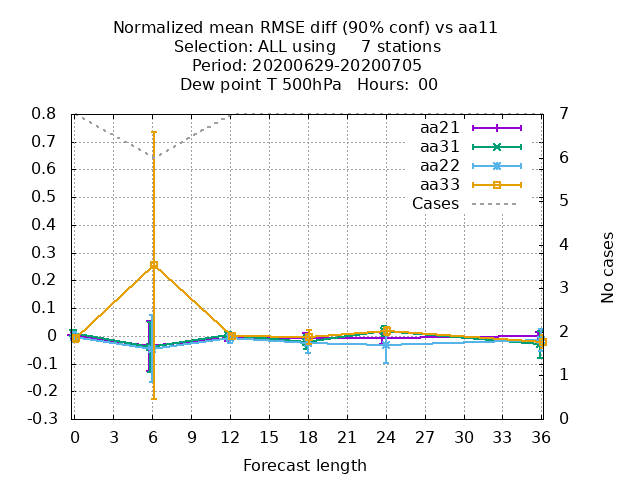 Normalized mean RMSE diff (90% conf) vs aa11
Selection: ALL using 7 stations
Period: 20200629-20200705
Dew point T 500hPa Hours: 00
0.8
0.7
0.6
0.5
0.4
0.3
0.2
0.1
0
-0.1
-0.2
-0.3
aa21
aa31
aa22
aa33
Cases
7
6
5
4
3
2
1
0
No cases
0 3 6 9 12 15 18 21 24 27 30 33 36
Forecast length